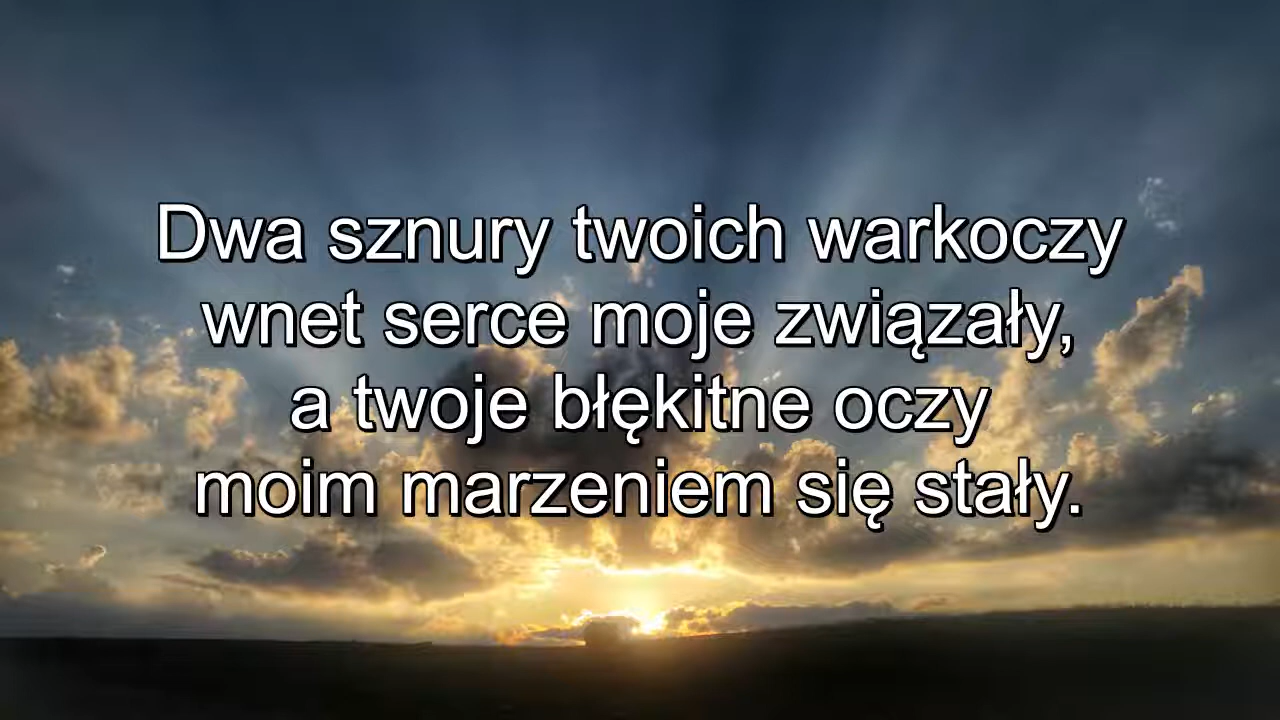 Dwa sznury twoich warkoczy
wnet serce moje związały,
a twoje błękitne oczy
moim marzeniem się stały.